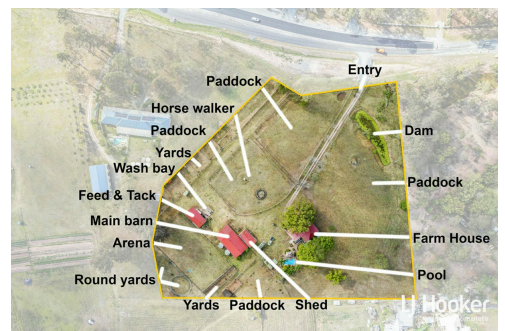 Entry
Paddock
Horse walker
Paddock
Dam
Yards
Wash bay
Paddock
Feed & Tack
Main barn
Farm House
Arena
Pool
Round yards
Yards
Paddock
Shed
LJ Hooker